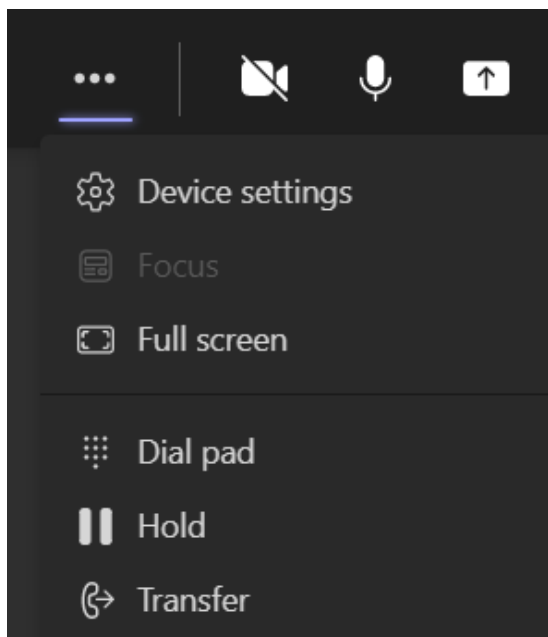 Device settings
Focus
Full screen
Dial pad
Hold
Transfer